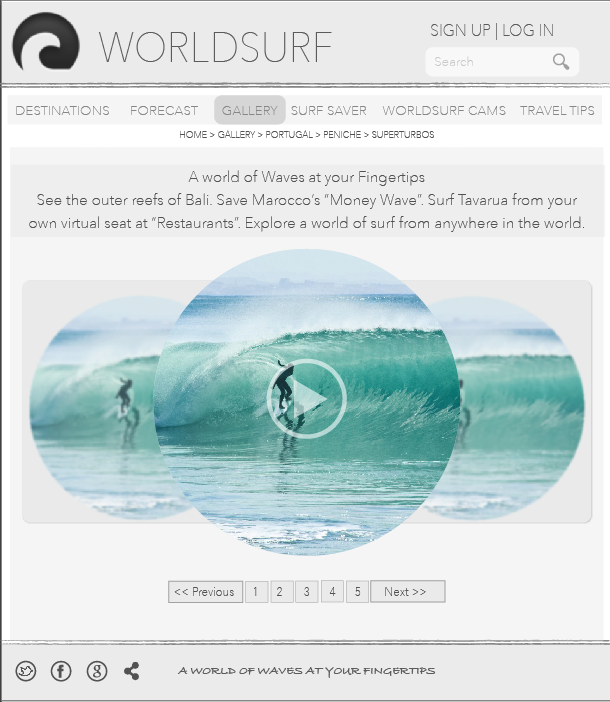 WORLDSURF
SIGN UP | LOG IN
Search
DESTINATIONS FORECAST GALLERY SURF SAVER WORLDSURF CAMS TRAVEL TIPS
HOME > GALLERY > PORTUGAL > PENICHE > SUPERTURBOS
A world of Waves at your Fingertips
See the outer reefs of Bali. Save Marocco's "Money Wave". Surf Tavarua from your
own virtual seat at "Restaurants". Explore a world of surf from anywhere in the world.
<< Previous 1 2 3 4 5 Next >>
A WORLD OF WAVES AT YOUR FINGERTIPS